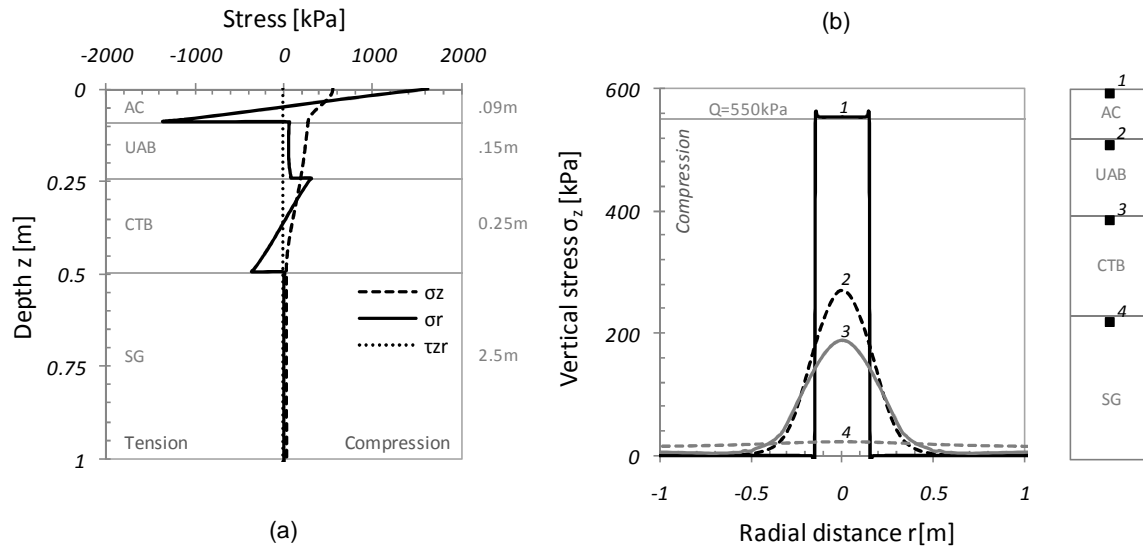 Stress [kPa]
-2000 -1000 0 1000 2000
0
0.25
0.5
0.75
1
Depth z [m]
AC
UAB
CTB
SG
.09m
.15m
0.25m
2.5m
σz
σr
τzr
Tension
Compression
(a)
(b)
600
400
200
0
Vertical stress σz [kPa]
Q=550kPa
Compression
1
2
3
4
-1 -0.5 0 0.5 1
Radial distance r[m]
1
AC
2
UAB
3
CTB
4
SG